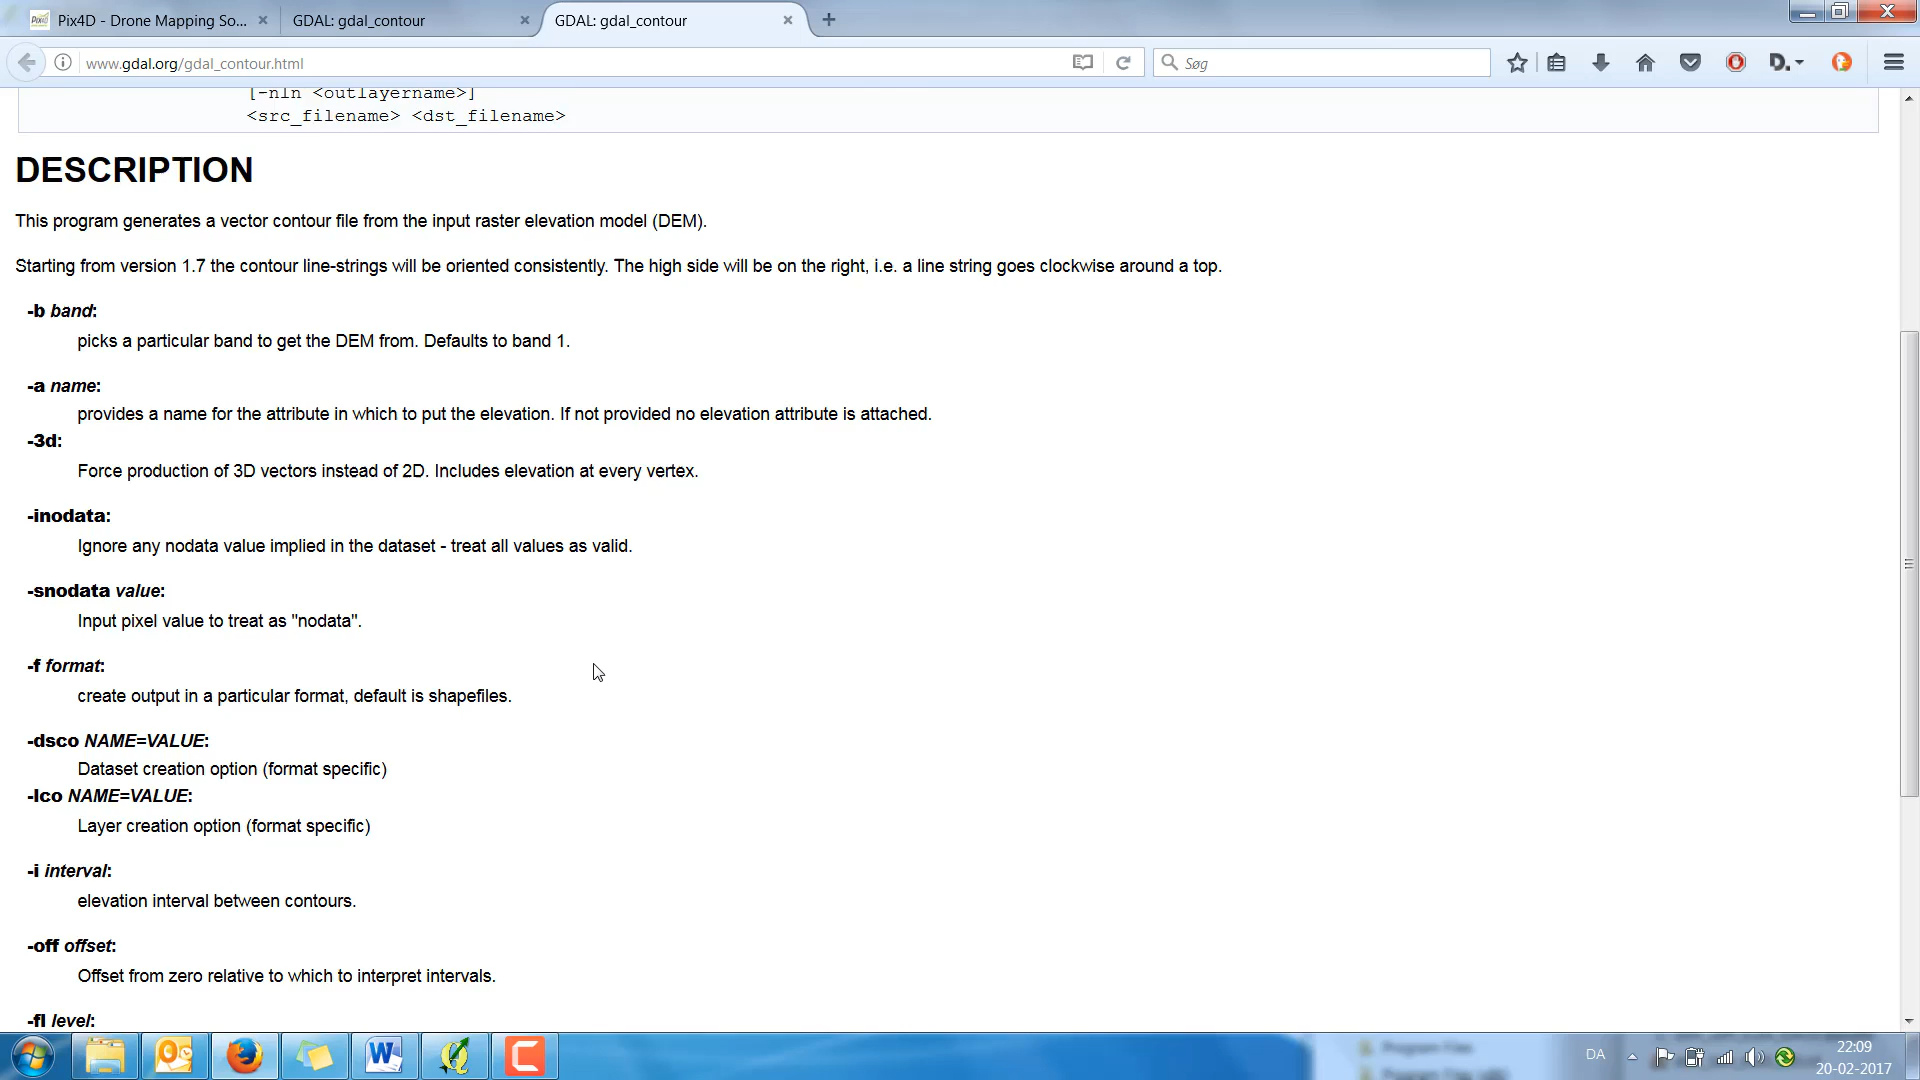 Pix4D - Drone Mapping So...
GDAL: gdal_contour
GDAL: gdal_contour
www.gdal.org/gdal_contour.html
Søg
D.
[-nln <outlayername>]
<src_filename> <dst_filename>
DESCRIPTION
This program generates a vector contour file from the input raster elevation model (DEM).
Starting from version 1.7 the contour line-strings will be oriented consistently. The high side will be on the right, i.e. a line string goes clockwise around a top.
-b band:
picks a particular band to get the DEM from. Defaults to band 1.
-a name:
provides a name for the attribute in which to put the elevation. If not provided no elevation attribute is attached.
-3d:
Force production of 3D vectors instead of 2D. Includes elevation at every vertex.
-inodata:
Ignore any nodata value implied in the dataset - treat all values as valid.
-snodata value:
Input pixel value to treat as "nodata".
-f format:
create output in a particular format, default is shapefiles.
-dsco NAME=VALUE:
Dataset creation option (format specific)
-lco NAME=VALUE:
Layer creation option (format specific)
-i interval:
elevation interval between contours.
-off offset:
Offset from zero relative to which to interpret intervals.
-fl level:
DA
22:09
20-02-2017